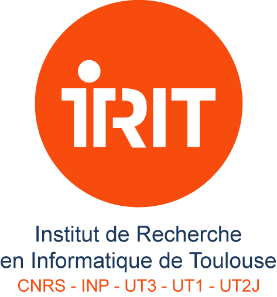 iRIT
Institut de Recherche
en Informatique de Toulouse
CNRS - INP - UT3 - UT1 - UT2J